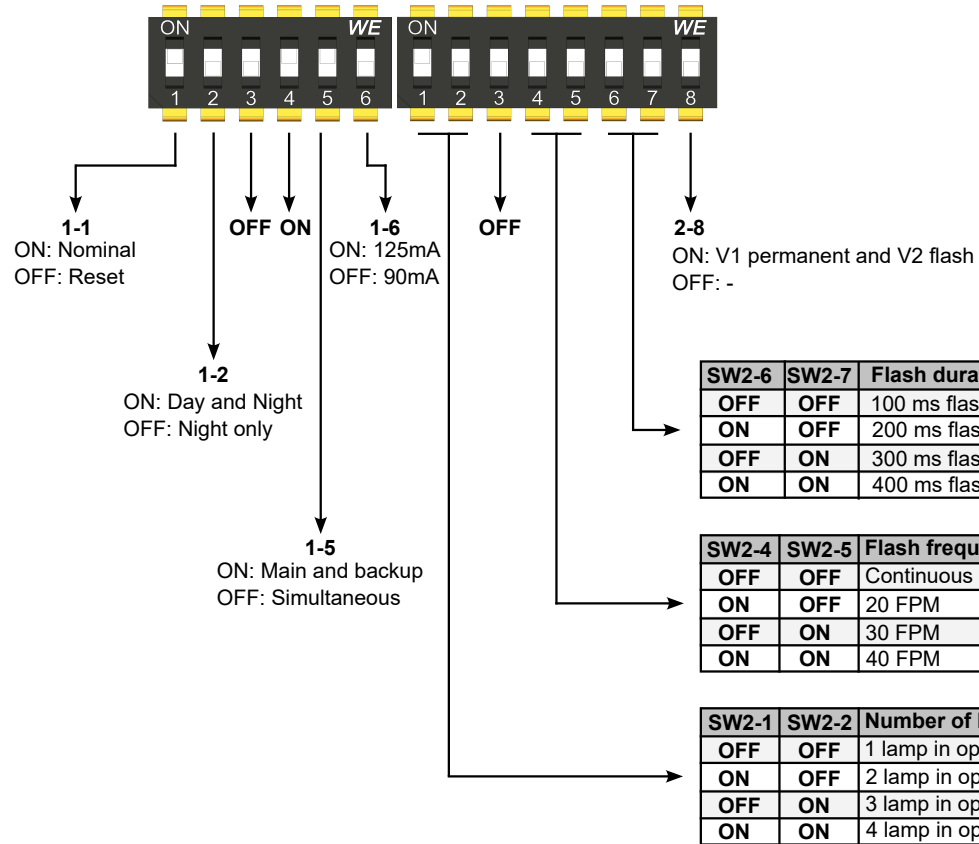 ON WE
1 2 3 4 5 6
ON WE
1 2 3 4 5 6 7 8
1-1
ON: Nominal
OFF: Reset
OFF ON
1-6
ON: 125mA
OFF: 90mA
OFF
2-8
ON: V1 permanent and V2 flash
OFF: -
1-2
ON: Day and Night
OFF: Night only
1-5
ON: Main and backup
OFF: Simultaneous
SW2-6 SW2-7 Flash
OFF OFF 100 ms
ON OFF 200 ms
OFF ON 300 ms
ON ON 400 ms
SW2-4 SW2-5 Flash
OFF OFF Continuous
ON OFF 20 FPM
OFF ON 30 FPM
ON ON 40 FPM
SW2-1 SW2-2 Number of
OFF OFF 1 lamp in
ON OFF 2 lamp in
OFF ON 3 lamp in
ON ON 4 lamp in